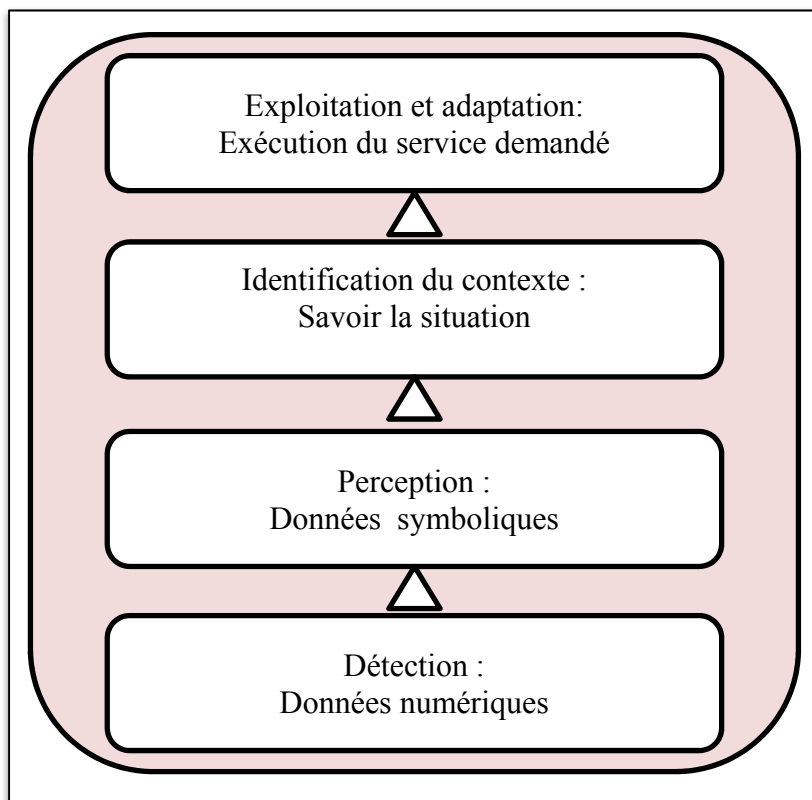 Exploitation et adaptation:
Exécution du service demandé
Identification du contexte :
Savoir la situation
Perception :
Données  symboliques
Détection :
Données numériques